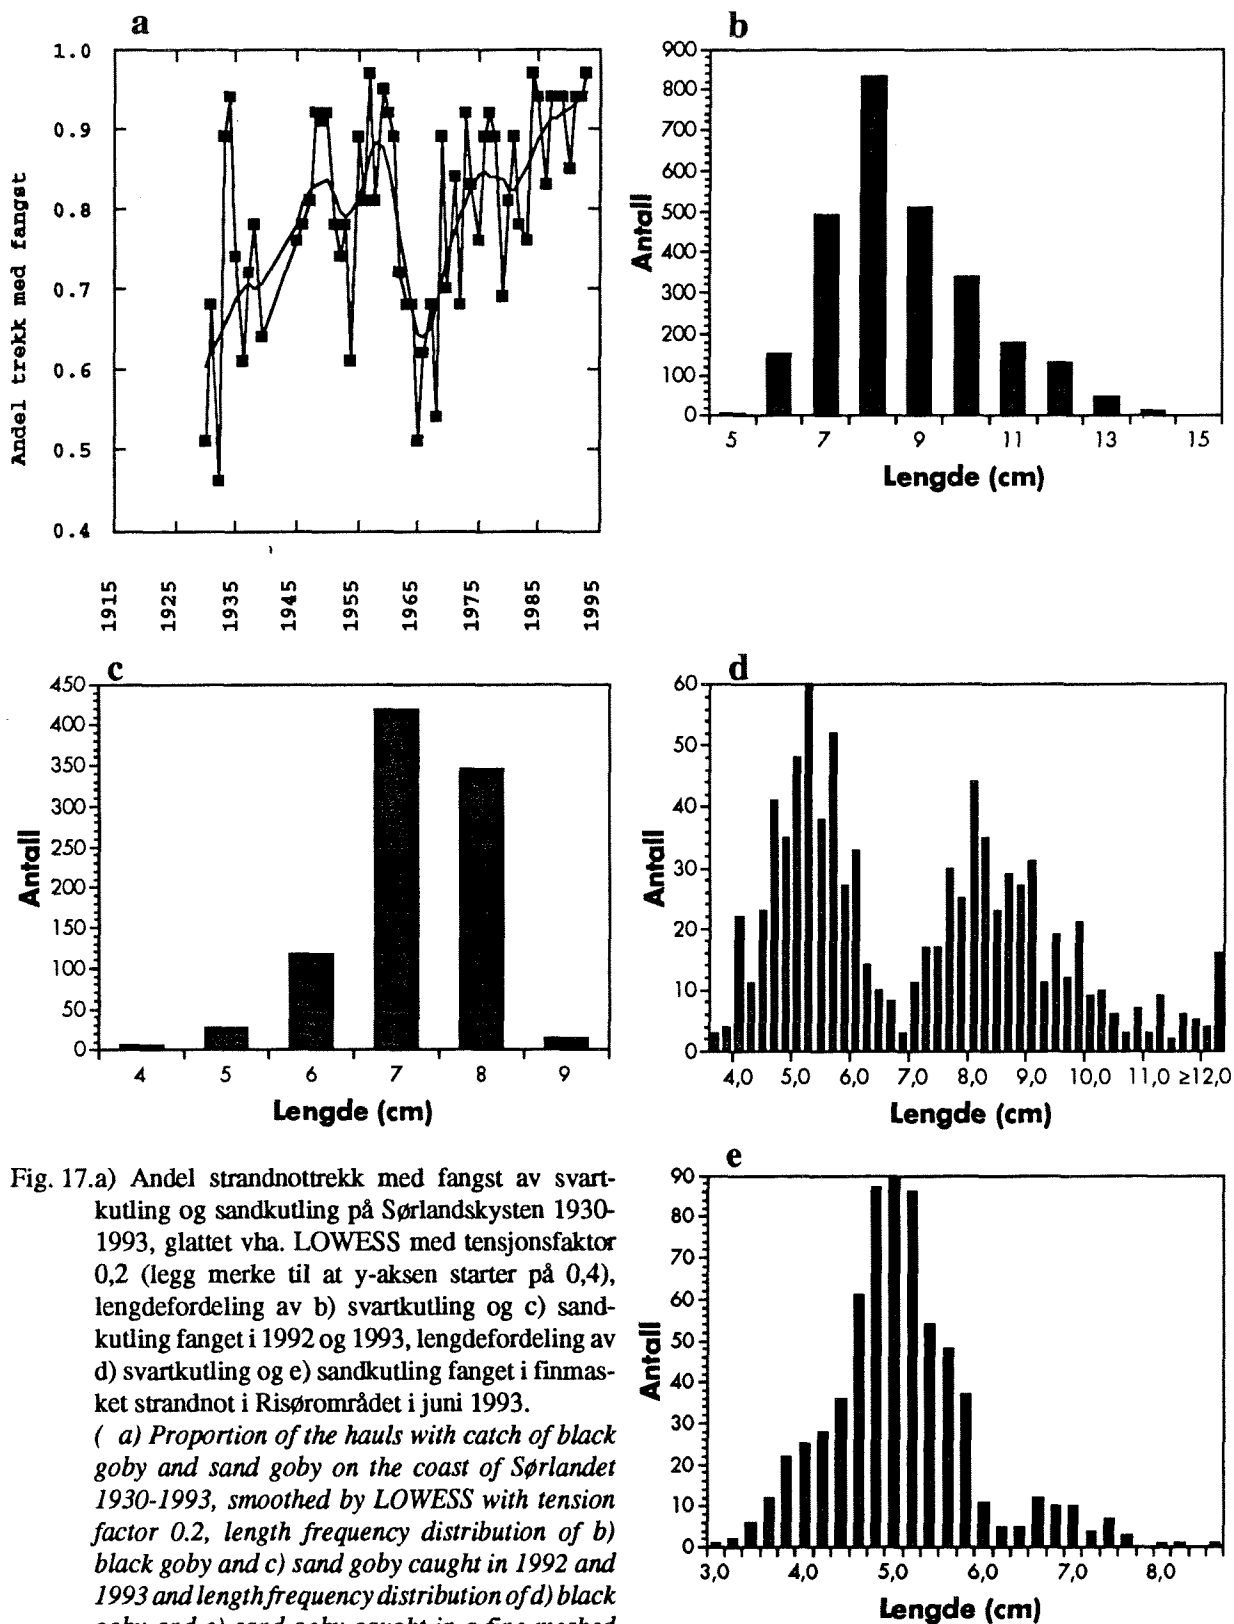 a
1.0
0.9
0.8
0.7
0.6
0.5
0.4
Andel trekk med fangst
1915
1925
1935
1945
1955
1965
1975
1985
1995
b
900
800
700
600
500
400
300
200
100
0
Antall
5 7 9 11 13 15
Lengde (cm)
c
450
400
350
300
250
200
150
100
50
0
Antall
4 5 6 7 8 9
Lengde (cm)
d
60
50
40
30
20
10
0
Antall
4,0 5,0 6,0 7,0 8,0 9,0 10,0 11,0 ≥12,0
Lengde (cm)
Fig. 17.a) Andel strandnottrekk med fangst av svart-
kutling og sandkutling på Sørlandskysten 1930-
1993, glattet vha. LOWESS med tensjonsfaktor
0,2 (legg merke til at y-aksen starter på 0,4),
lengdefordeling av b) svartkutling og c) sand-
kutling fanget i 1992 og 1993, lengdefordeling av
d) svartkutling og e) sandkutling fanget i finmas-
ket strandnot i Risørområdet i juni 1993.
( a) Proportion of the hauls with catch of black
goby and sand goby on the coast of Sørlandet
1930-1993, smoothed by LOWESS with tension
factor 0.2, length frequency distribution of b)
black goby and c) sand goby caught in 1992 and
1993 and length frequency distribution of d) black
goby and e) sand goby caught in a fine meshed
e
90
80
70
60
50
40
30
20
10
0
Antall
3,0 4,0 5,0 6,0 7,0 8,0
Lengde (cm)